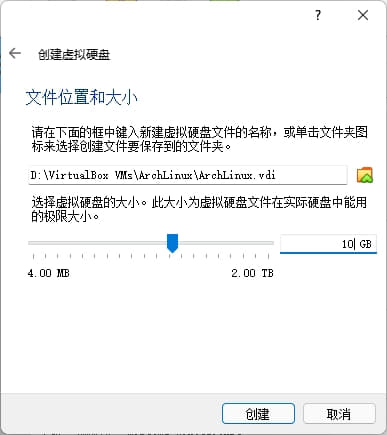 ?
创建虚拟硬盘
文件位置和大小
请在下面的框中键入新建虚拟硬盘文件的名称，或单击文件夹图
标来选择创建文件要保存到的文件夹。
D:\VirtualBox VMs\ArchLinux\ArchLinux.vdi
选择虚拟硬盘的大小。此大小为虚拟硬盘文件在实际硬盘中能用
的极限大小。
10 GB
4.00 MB 2.00 TB
创建 取消